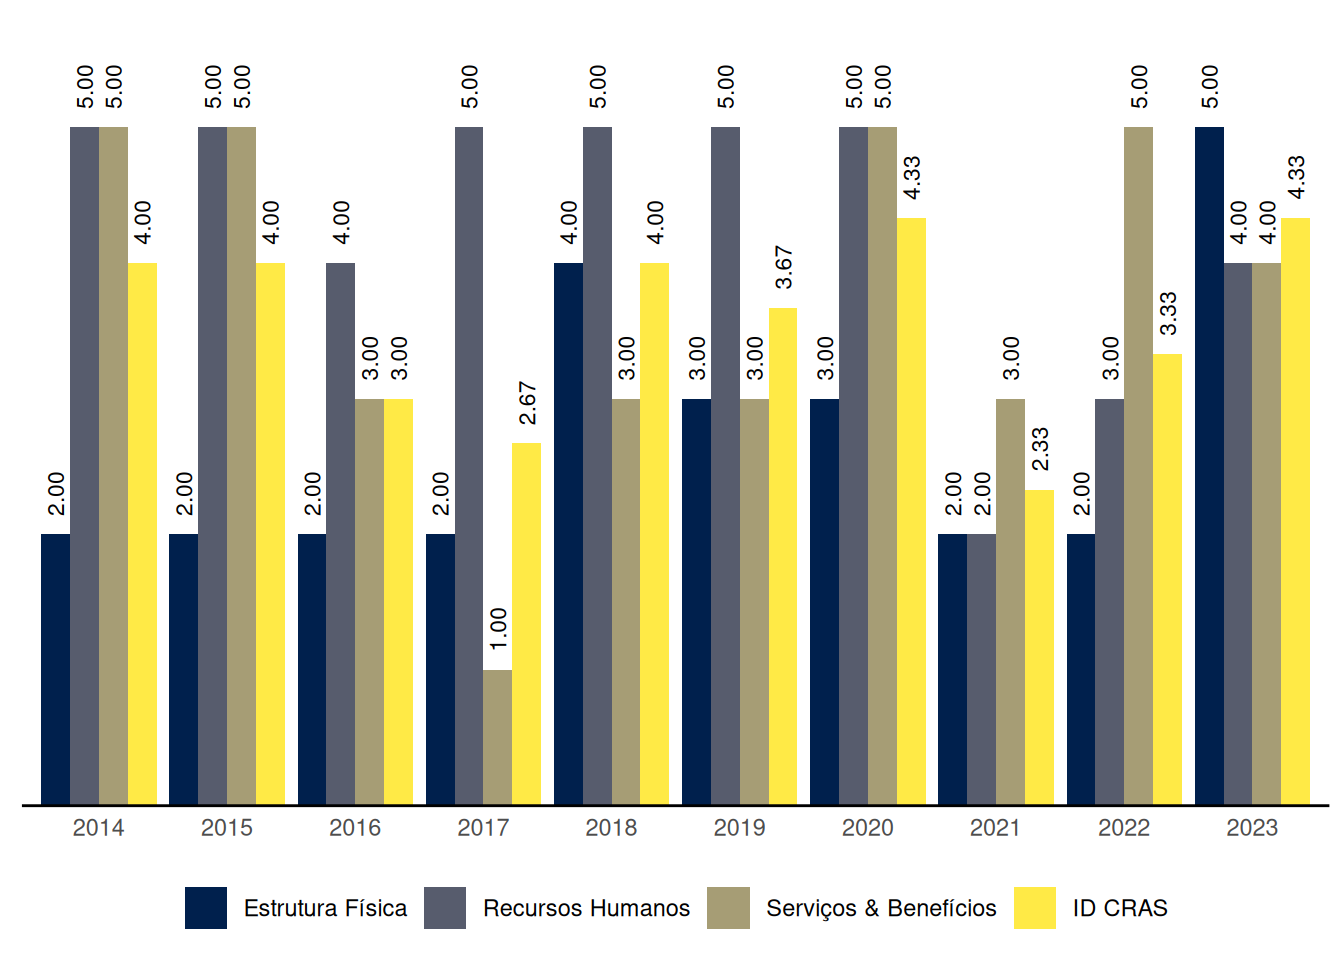 5.00 5.00 5.00 5.00 5.00 5.00 5.00 5.00 5.00 5.00 5.00
4.33 4.33
4.00 4.00 4.00 4.00 4.00 4.00 4.00
3.67
3.33
3.00 3.00 3.00 3.00 3.00 3.00 3.00 3.00
2.67
2.33
2.00 2.00 2.00 2.00 2.00 2.00 2.00
1.00
2014 2015 2016 2017 2018 2019 2020 2021 2022 2023
Estrutura Física Recursos Humanos Serviços & Benefícios ID CRAS